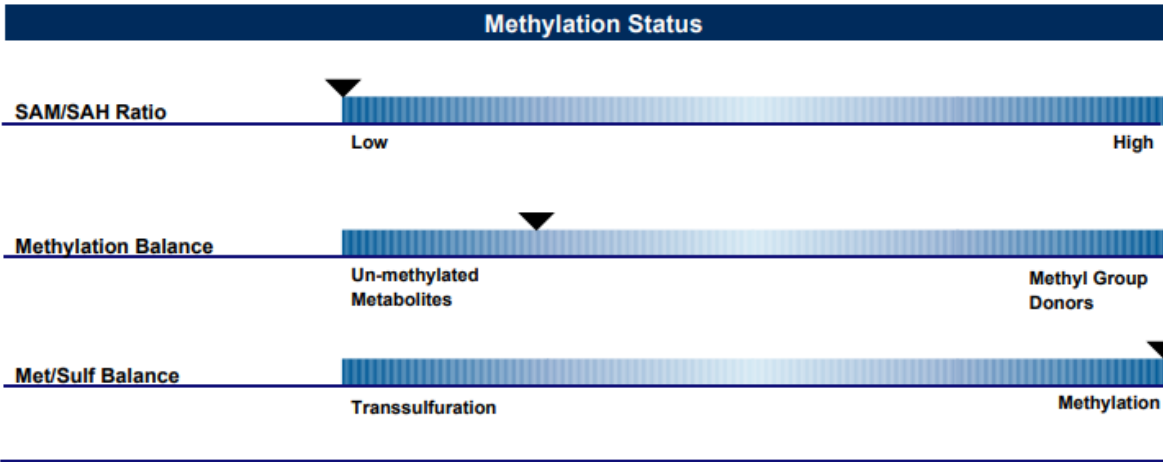 Methylation Status
SAM/SAH Ratio
Low High
Methylation Balance
Un-methylated Methyl Group
Metabolites Donors
Met/Sulf Balance
Transsulfuration Methylation